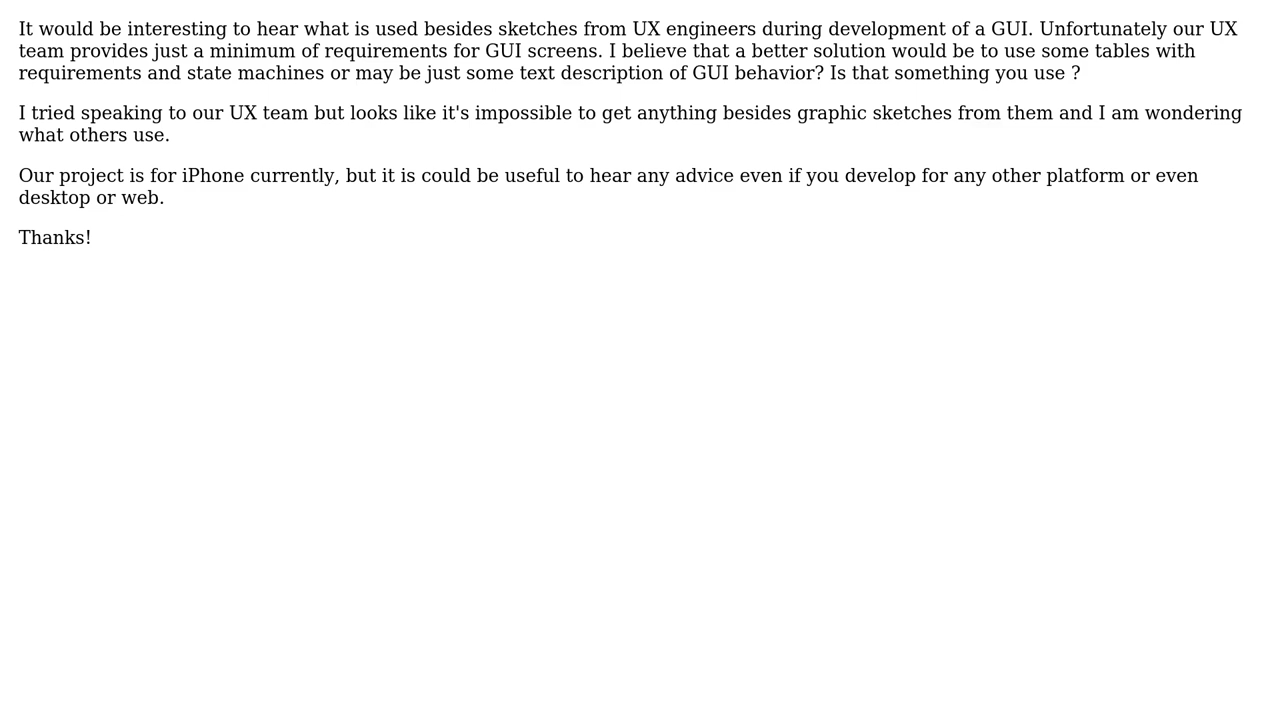 It would be interesting to hear what is used besides sketches from UX engineers during development of a GUI. Unfortunately our UX
team provides just a minimum of requirements for GUI screens. I believe that a better solution would be to use some tables with
requirements and state machines or may be just some text description of GUI behavior? Is that something you use ?
I tried speaking to our UX team but looks like it's impossible to get anything besides graphic sketches from them and I am wondering
what others use.
Our project is for iPhone currently, but it is could be useful to hear any advice even if you develop for any other platform or even
desktop or web.
Thanks!